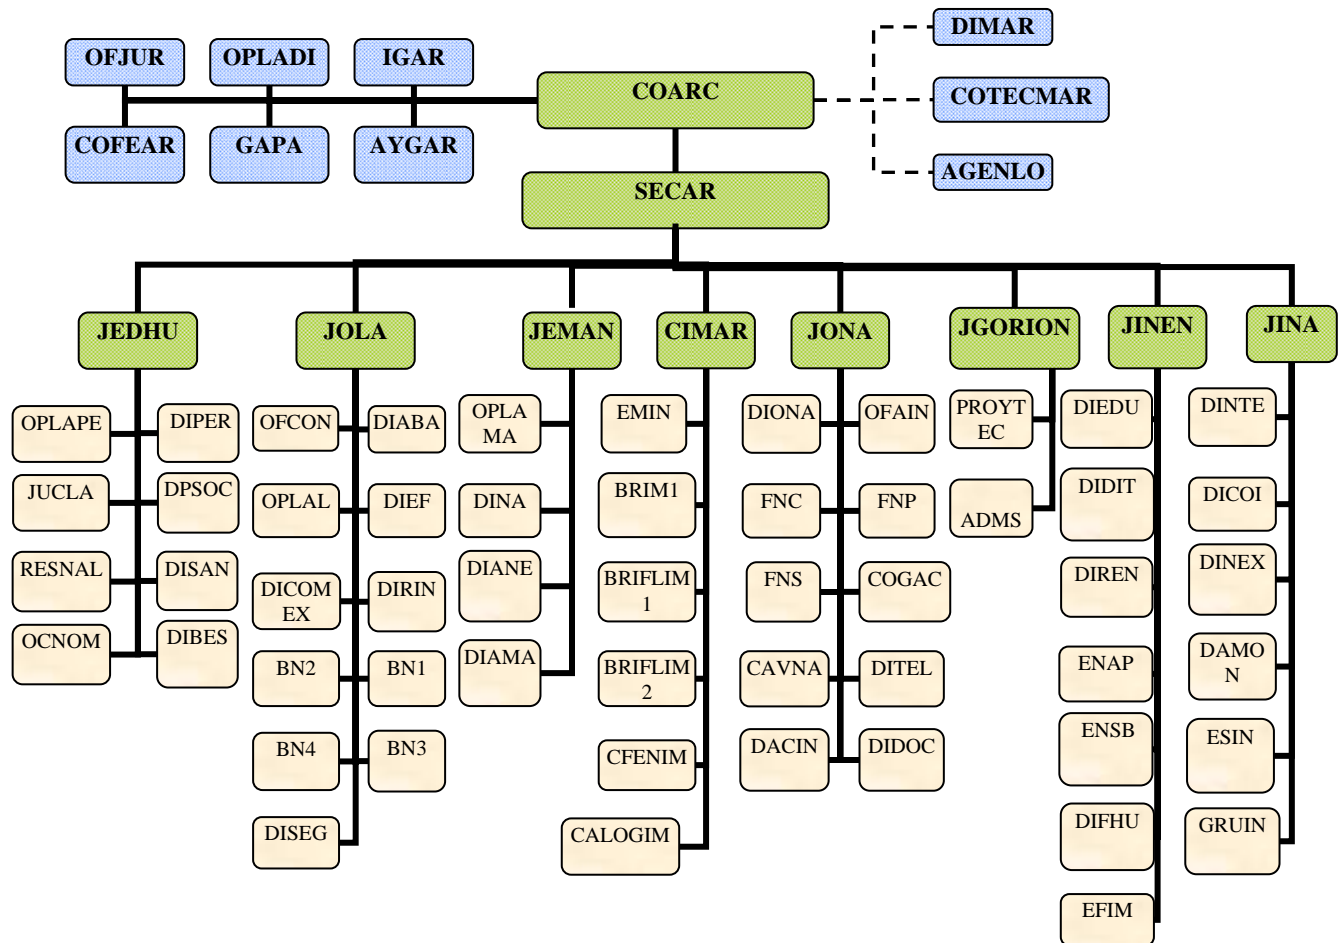 OFJUR
OPLADI
IGAR
COFEAR
GAPA
AYGAR
COARC
SECAR
DIMAR
COTECMAR
AGENLO
JEDHU
JOLA
JEMAN
CIMAR
JONA
JGORION
JINEN
JINA
OPLAPE
DIPER
JUCLA
DPSOC
RESNAL
DISAN
OCNOM
DIBES
OFCON
DIABA
OPLAL
DIEF
DICOM
EX
DIRIN
BN2
BN1
BN4
BN3
DISEG
OPLA
MA
DINA
DIANE
DIAMA
EMIN
BRIM1
BRIFLIM
1
BRIFLIM
2
CFENIM
CALOGIM
DIONA
OFAIN
FNC
FNP
FNS
COGAC
CAVNA
DITEL
DACIN
DIDOC
PROYT
EC
ADMS
DIEDU
DIDIT
DIREN
ENAP
ENSB
DIFHU
EFIM
DINTE
DICOI
DINEX
DAMO
N
ESIN
GRUIN